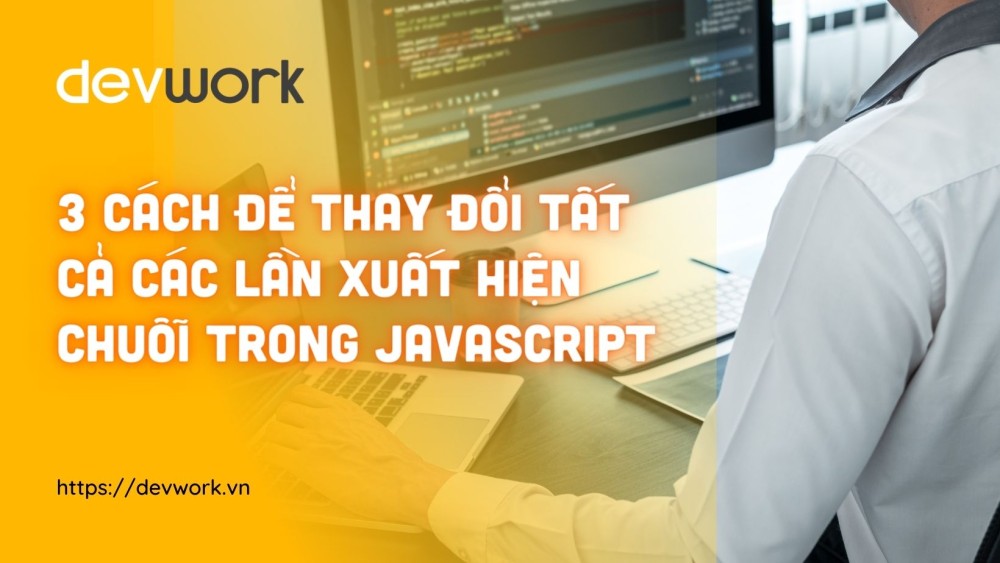 devwork
3 CÁCH ĐỂ THAY ĐỔI TẤT
CẢ CÁC LẦN XUẤT HIỆN
CHUỖI TRONG JAVASCRIPT
https://devwork.vn